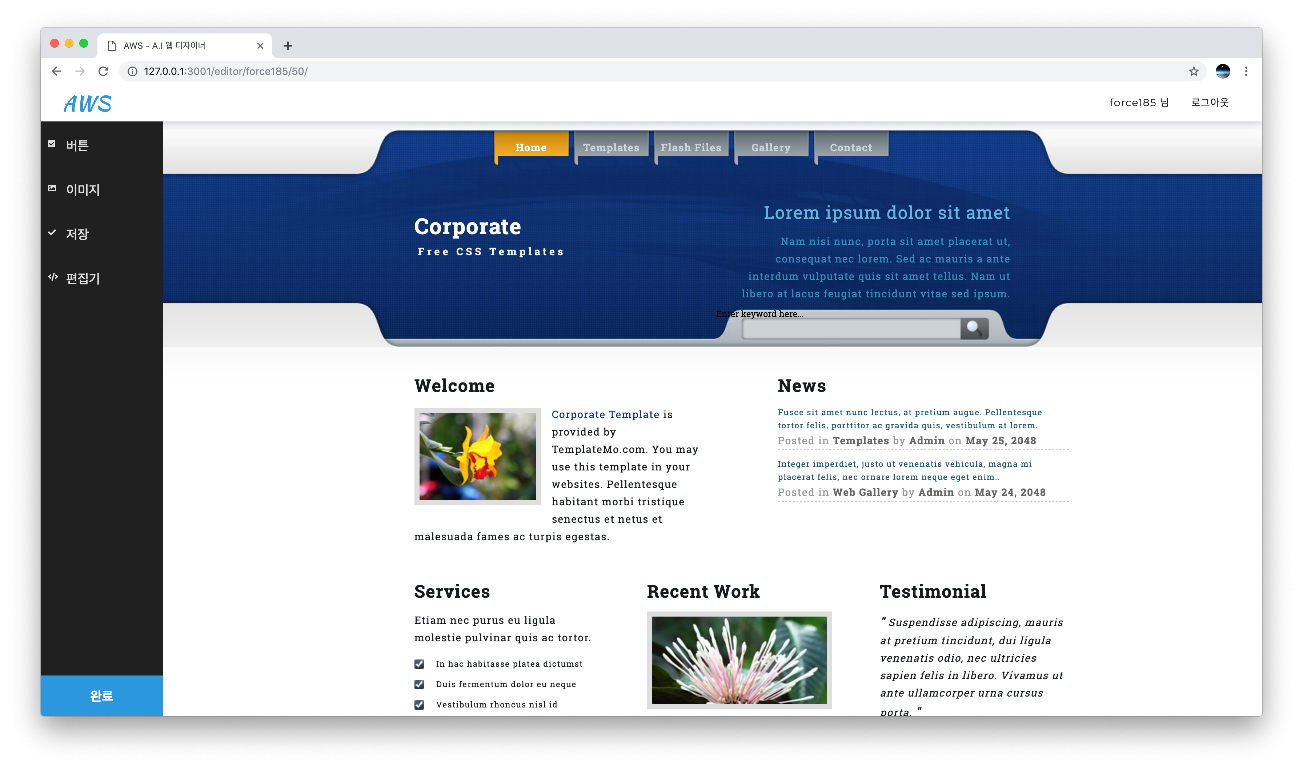 AWS - A.I 웹 디자이너
127.0.0.1:3001/editor/force185/50/
AWS
force185 님
로그아웃
버튼
이미지
저장
편집기
완료
Home
Templates
Flash Files
Gallery
Contact
Corporate
Free CSS Templates
Lorem ipsum dolor sit amet
Nam nisi nunc, porta sit amet placerat ut,
consequat nec lorem. Sed ac mauris a ante
interdum vulputate quis sit amet tellus. Nam ut
libero at lacus feugiat tincidunt vitae sed ipsum.
Enter keyword here...
Welcome
Corporate Template is
provided by
TemplateMo.com. You may
use this template in your
websites. Pellentesque
habitant morbi tristique
senectus et netus et
malesuada fames ac turpis egestas.
News
Fusce sit amet nunc lectus, at pretium augue. Pellentesque
tortor felis, porttitor ac gravida quis, vestibulum at lorem.
Posted in Templates by Admin on May 25, 2048
Integer imperdiet, justo ut venenatis vehicula, magna mi
placerat felis, nec ornare lorem neque eget enim..
Posted in Web Gallery by Admin on May 24, 2048
Services
Etiam nec purus eu ligula
molestie pulvinar quis ac tortor.
In hac habitasse platea dictumst
Duis fermentum dolor eu neque
Vestibulum rhoncus nisl id
Recent Work
Testimonial
" Suspendisse adipiscing, mauris
at pretium tincidunt, dui ligula
venenatis odio, nec ultricies
sapien felis in libero. Vivamus ut
ante ullamcorper urna cursus
porta. "